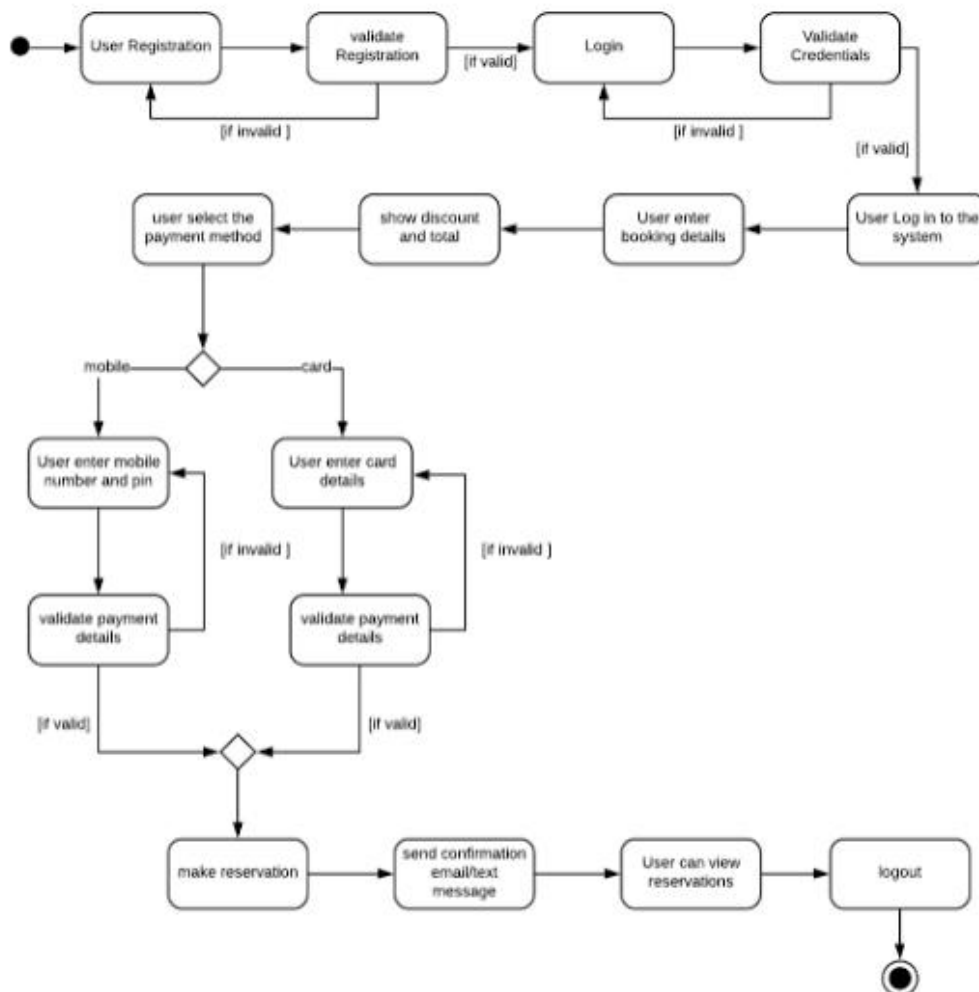 User Registration
validate
Registration
[if valid]
Login
Validate
Credentials
[if invalid ]
[if invalid ]
[if valid]
user select the
payment method
show discount
and total
User enter
booking details
User Log in to the
system
mobile
card
User enter mobile
number and pin
User enter card
details
[if invalid ]
[if invalid ]
validate payment
details
validate payment
details
[if valid]
[if valid]
make reservation
send confirmation
email/text
message
User can view
reservations
logout